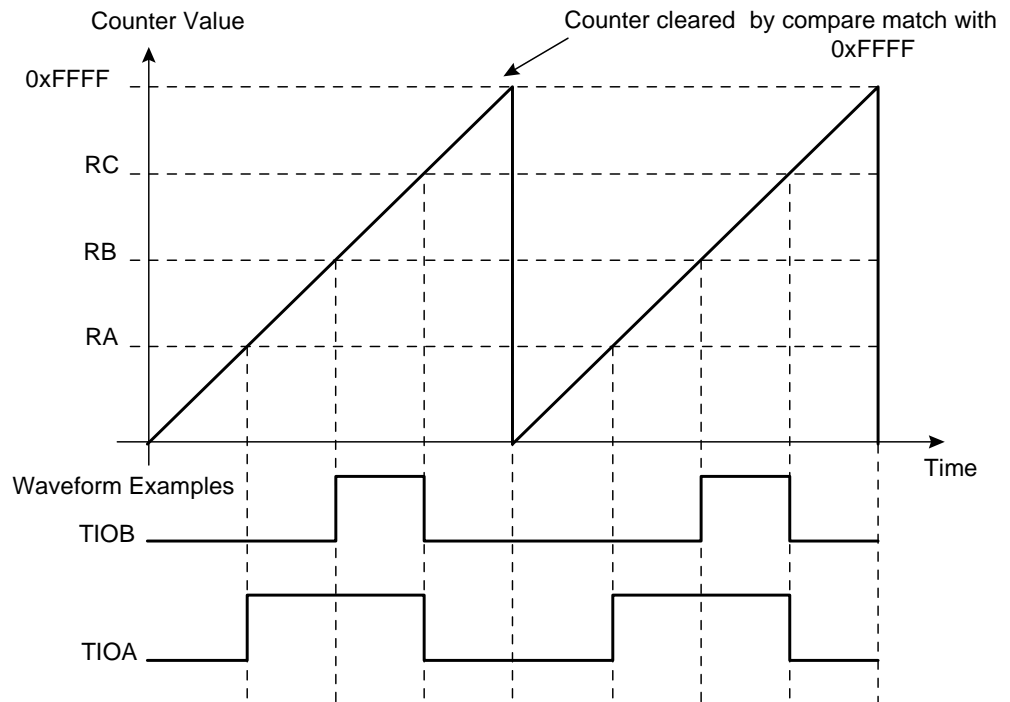 Counter Value
Counter cleared by compare match with
0xFFFF
0xFFFF
RC
RB
RA
Time
Waveform Examples
TIOB
TIOA